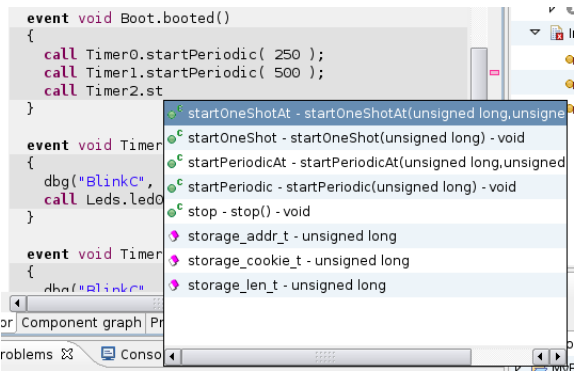 event void Boot.booted()
{
call Timer0.startPeriodic( 250 );
call Timer1.startPeriodic( 500 );
call Timer2.st
}
startOneShotAt - startOneShotAt(unsigned long,unsigne
startOneShot - startOneShot(unsigned long) - void
startPeriodicAt - startPeriodicAt(unsigned long,unsigned
startPeriodic - startPeriodic(unsigned long) - void
stop - stop() - void
storage_addr_t - unsigned long
storage_cookie_t - unsigned long
storage_len_t - unsigned long
event void Timer
{
dbg("BlinkC",
call Leds.led0
}
event void Timer
{
dbg("BlinkC"
or Component graph Pr
roblems Conso